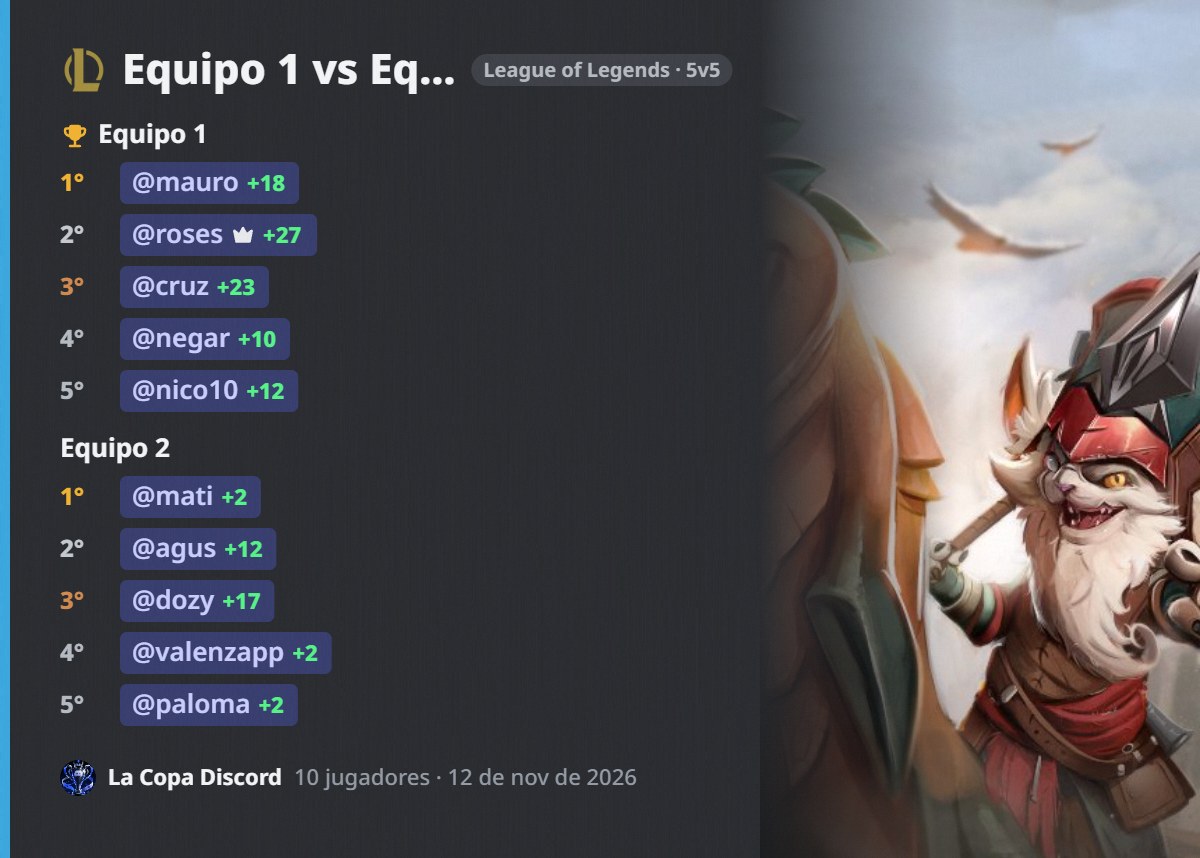 Equipo 1 vs Eq... League of Legends · 5v5
Equipo 1
1° @mauro +18
2° @roses +27
3° @cruz +23
4° @negar +10
5° @nico10 +12
Equipo 2
1° @mati +2
2° @agus +12
3° @dozy +17
4° @valenzapp +2
5° @paloma +2
La Copa Discord 10 jugadores · 12 de nov de 2026